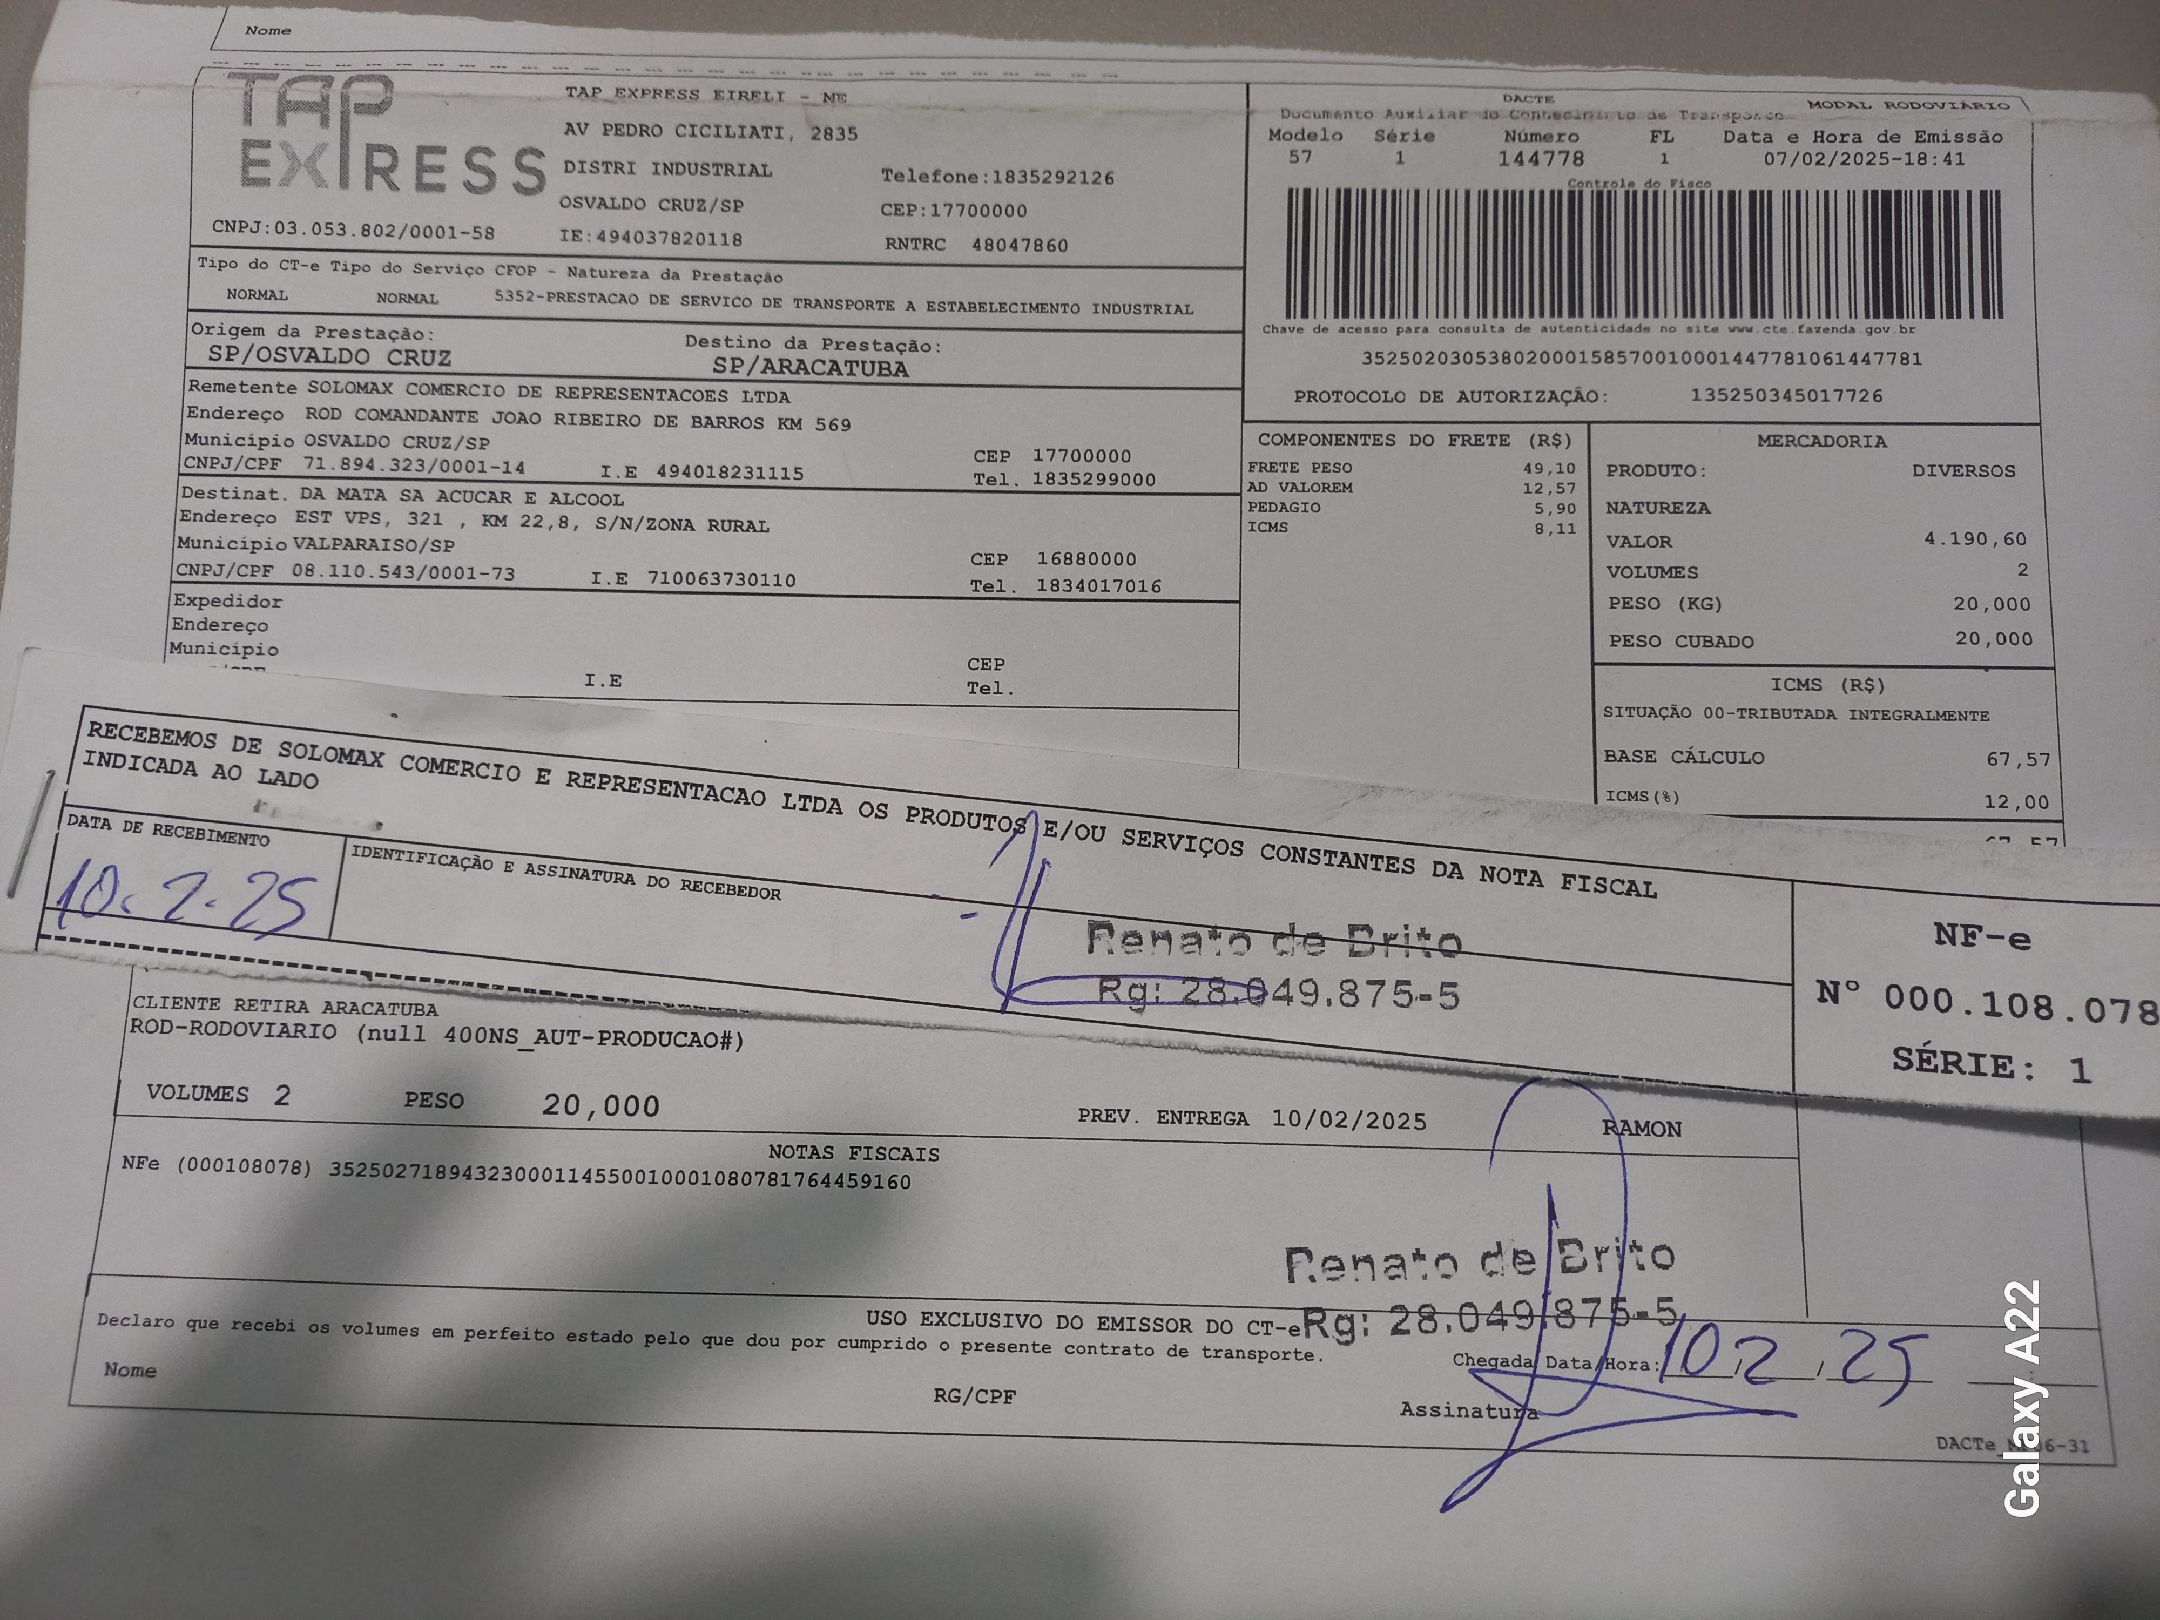 Nome
TAP EXPRESS
TAP EXPRESS EIRELI - ME
AV PEDRO CICILIATI, 2835
DISTRI INDUSTRIAL Telefone:1835292126
OSVALDO CRUZ/SP CEP:17700000
CNPJ:03.053.802/0001-58 IE:494037820118 RNTRC 48047860
DACTE MODAL RODOVIÁRIO
Documento Auxiliar do Conhecimento de Transporte
Modelo Série Número FL Data e Hora de Emissão
57 1 144778 1 07/02/2025-18:41
Controle do Fisco
Chave de acesso para consulta de autenticidade no site www.cte.fazenda.gov.br
35250203053802000158570010001447781061447781
PROTOCOLO DE AUTORIZAÇÃO: 135250345017726
Tipo do CT-e Tipo do Serviço CFOP - Natureza da Prestação
NORMAL NORMAL 5352-PRESTACAO DE SERVICO DE TRANSPORTE A ESTABELECIMENTO INDUSTRIAL
Origem da Prestação: Destino da Prestação:
SP/OSVALDO CRUZ SP/ARACATUBA
Remetente SOLOMAX COMERCIO DE REPRESENTACOES LTDA
Endereço ROD COMANDANTE JOAO RIBEIRO DE BARROS KM 569
Município OSVALDO CRUZ/SP CEP 17700000
CNPJ/CPF 71.894.323/0001-14 I.E 494018231115 Tel. 1835299000
Destinat. DA MATA SA ACUCAR E ALCOOL
Endereço EST VPS, 321 , KM 22,8, S/N/ZONA RURAL
Município VALPARAISO/SP CEP 16880000
CNPJ/CPF 08.110.543/0001-73 I.E 710063730110 Tel. 1834017016
Expedidor
Endereço
Município CEP
I.E Tel.
COMPONENTES DO FRETE (R$)
FRETE PESO 49,10
AD VALOREM 12,57
PEDAGIO 5,90
ICMS 8,11
MERCADORIA
PRODUTO: DIVERSOS
NATUREZA
VALOR 4.190,60
VOLUMES 2
PESO (KG) 20,000
PESO CUBADO 20,000
ICMS (R$)
SITUAÇÃO 00-TRIBUTADA INTEGRALMENTE
BASE CÁLCULO 67,57
ICMS(%) 12,00
RECEBEMOS DE SOLOMAX COMERCIO E REPRESENTACAO LTDA OS PRODUTOS E/OU SERVIÇOS CONSTANTES DA NOTA FISCAL
INDICADA AO LADO
DATA DE RECEBIMENTO IDENTIFICAÇÃO E ASSINATURA DO RECEBEDOR
10.2.25
Renato de Brito
Rg: 28.049.875-5
NF-e
Nº 000.108.078
SÉRIE: 1
CLIENTE RETIRA ARACATUBA
ROD-RODOVIARIO (null 400NS_AUT-PRODUCAO#)
VOLUMES 2 PESO 20,000 PREV. ENTREGA 10/02/2025 RAMON
NOTAS FISCAIS
NFe (000108078) 35250271894323000114550010001080781764459160
Renato de Brito
Rg: 28.049.875-5
USO EXCLUSIVO DO EMISSOR DO CT-e
Declaro que recebi os volumes em perfeito estado pelo que dou por cumprido o presente contrato de transporte.
Chegada Data/Hora: 10/2/25
Nome RG/CPF Assinatura
Galaxy A22